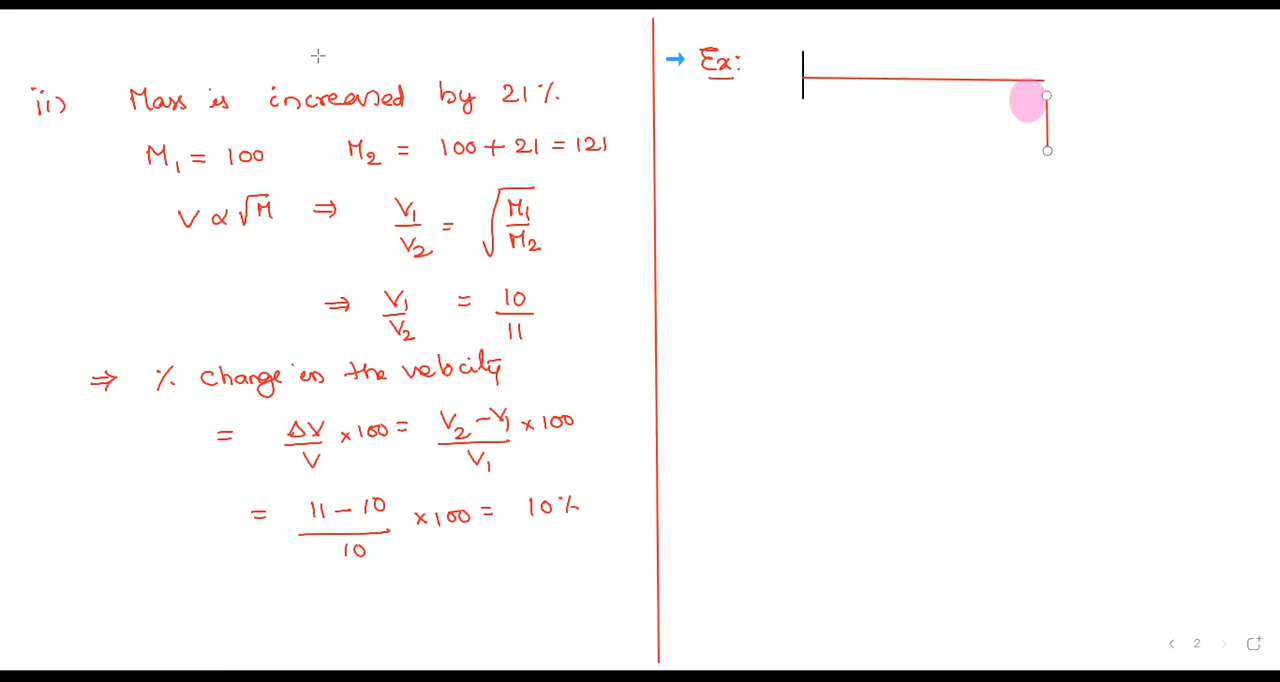 ii) Mass is increased by 21%.
M₁ = 100 M₂ = 100 + 21 = 121
V ∝ √M ⇒ V₁/V₂ = √(M₁/M₂)
⇒ V₁/V₂ = 10/11
⇒ % change in the velocity
= ΔV/V × 100 = (V₂ – V₁)/V₁ × 100
= (11 – 10)/10 × 100 = 10%
→ Ex:
2